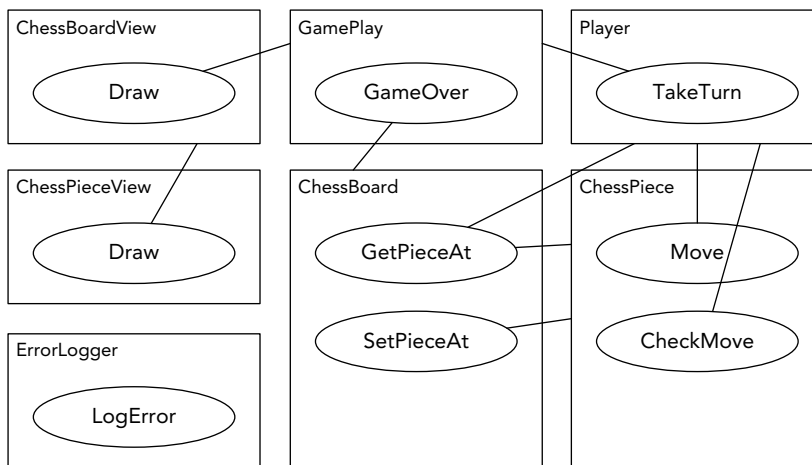 ChessBoardView
Draw
GamePlay
GameOver
Player
TakeTurn
ChessPieceView
Draw
ChessBoard
GetPieceAt
SetPieceAt
ChessPiece
Move
CheckMove
ErrorLogger
LogError